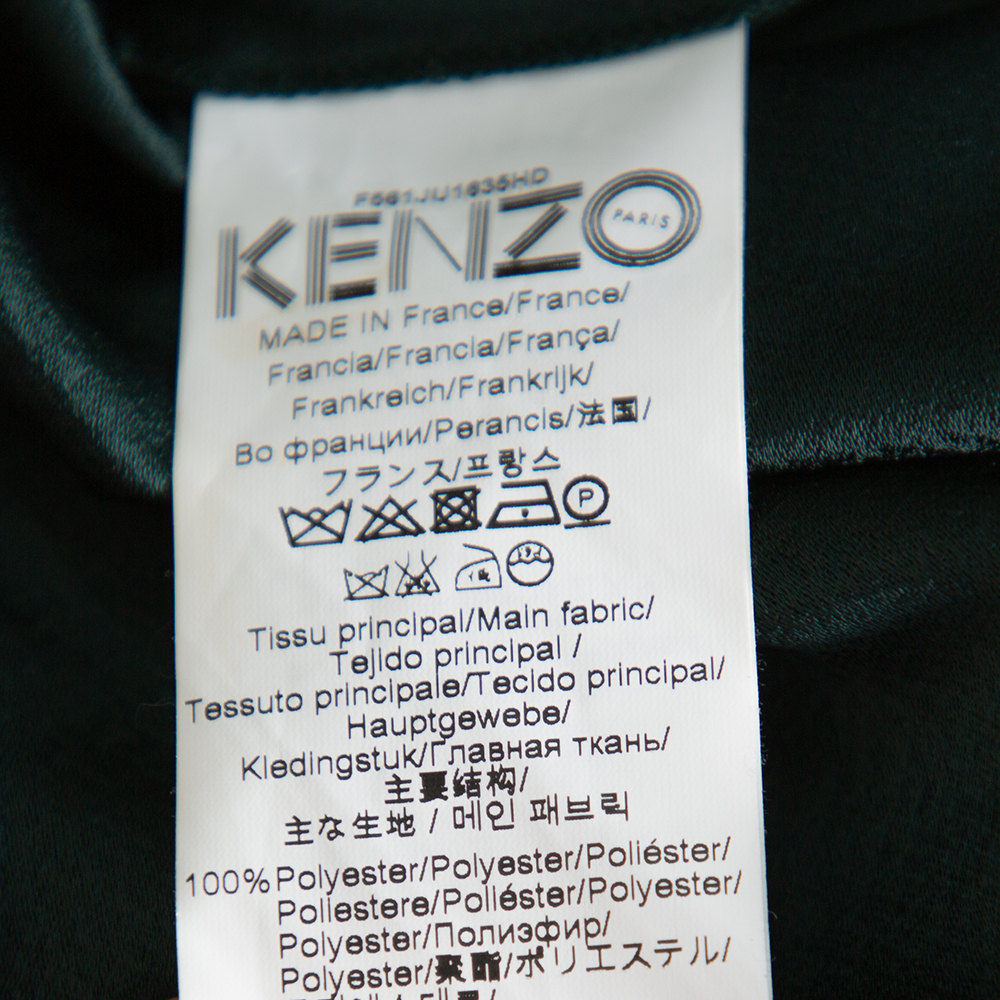 F561JU1635HD
KENZO
PARIS
MADE IN France/France/
Francia/Francia/França/
Frankreich/Frankrijk/
Во франции/Perancis/法国/
フランス/프랑스
P
Tissu principal/Main fabric/
Tejido principal /
Tessuto principale/Tecido principal/
Hauptgewebe/
Kledingstuk/Главная ткань/
主要结构/
主な生地 / 메인 패브릭
100% Polyester/Polyester/Poliéster/
Poliestere/Poliéster/Polyester/
Polyester/Полиэфир/
Polyester/聚酯/ポリエステル/